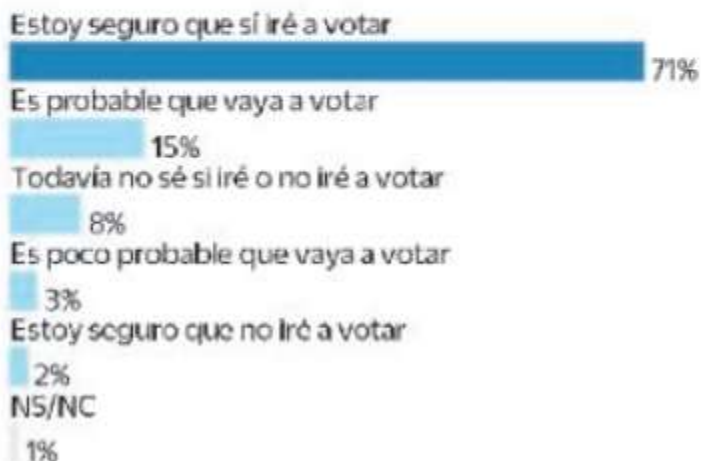 Estoy seguro que sí iré a votar
71%
Es probable que vaya a votar
15%
Todavía no sé si iré o no iré a votar
8%
Es poco probable que vaya a votar
3%
Estoy seguro que no iré a votar
2%
NS/NC
1%